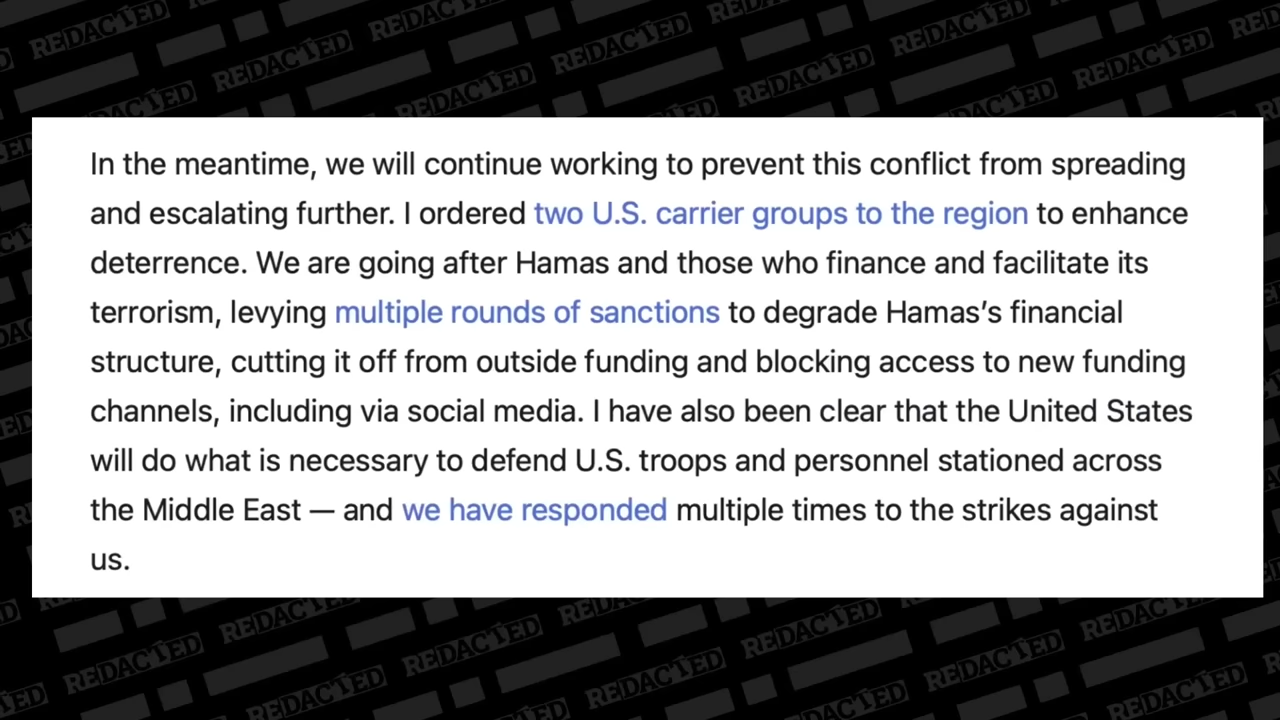 In the meantime, we will continue working to prevent this conflict from spreading
and escalating further. I ordered two U.S. carrier groups to the region to enhance
deterrence. We are going after Hamas and those who finance and facilitate its
terrorism, levying multiple rounds of sanctions to degrade Hamas’s financial
structure, cutting it off from outside funding and blocking access to new funding
channels, including via social media. I have also been clear that the United States
will do what is necessary to defend U.S. troops and personnel stationed across
the Middle East — and we have responded multiple times to the strikes against
us.